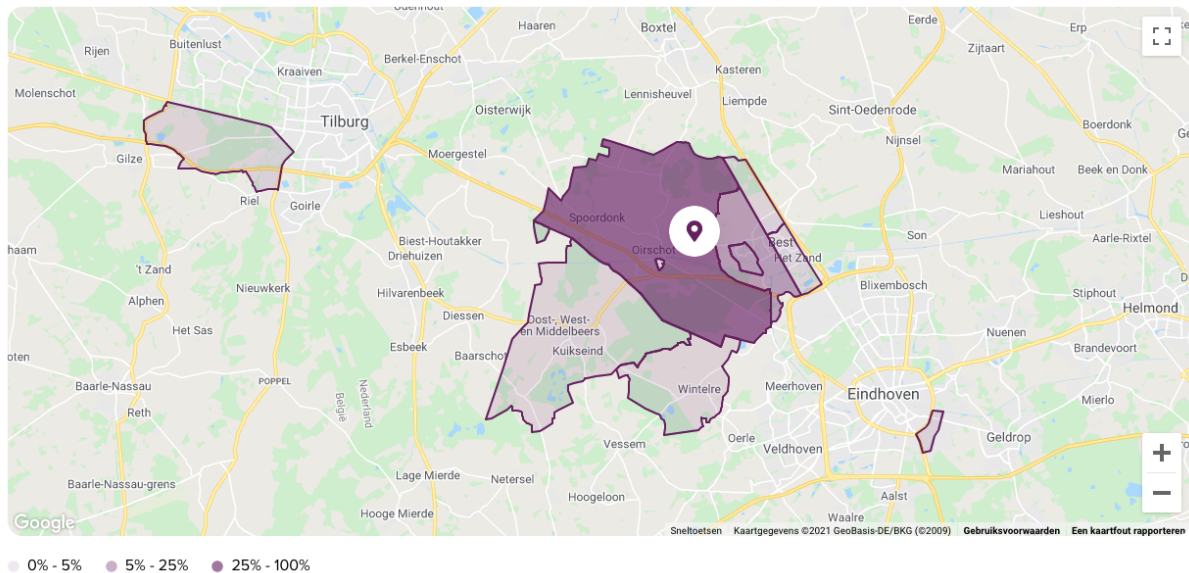 Oudenhout
Haaren
Boxtel
Eerde
Erp
Rijen
Buitenlust
Zijtaart
Berkel-Enschot
Kraaiven
Kasteren
Molenschot
Lennisheuvel
Liempde
Oisterwijk
Sint-Oedenrode
Tilburg
Boerdonk
Nijnsel
Gilze
Moergestel
Mariahout
Beek en Donk
Riel
Goirle
Spoordonk
Lieshout
Biest-Houtakker
Son
Aarle-Rixtel
haam
Driehuizen
Oirschot
Best
Het Zand
't Zand
Nieuwkerk
Hilvarenbeek
Blixembosch
Stiphout
Alphen
Helmond
Diessen
Oost-, West-
en Middelbeers
Het Sas
Nuenen
Esbeek
Baarschot
Kuikseind
Brandevoort
oten
Baarle-Nassau
POPPEL
Wintelre
Meerhoven
Eindhoven
Mierlo
België
Nederland
Reth
Vessem
Oerle
Veldhoven
Geldrop
Lage Mierde
Netersel
Baarle-Nassau-grens
Hoogeloon
Aalst
Hooge Mierde
Waalre
Google
Sneltoetsen Kaartgegevens ©2021 GeoBasis-DE/BKG (©2009) Gebruiksvoorwaarden Een kaartfout rapporteren
0% - 5% 5% - 25% 25% - 100%